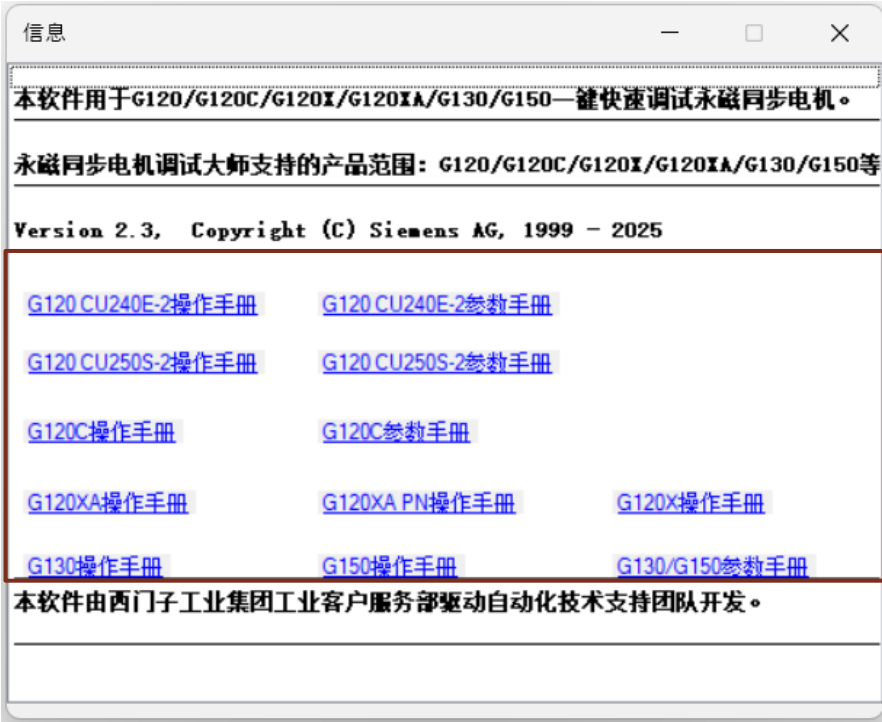 信息
本软件用于G120/G120C/G120X/G120XA/G130/G150一键快速调试永磁同步电机。
永磁同步电机调试大师支持的产品范围：G120/G120C/G120X/G120XA/G130/G150等
Version 2.3,  Copyright (C) Siemens AG, 1999 - 2025
G120 CU240E-2操作手册 G120 CU240E-2参数手册
G120 CU250S-2操作手册 G120 CU250S-2参数手册
G120C操作手册 G120C参数手册
G120XA操作手册 G120XA PN操作手册 G120X操作手册
G130操作手册 G150操作手册 G130/G150参数手册
本软件由西门子工业集团工业客户服务部驱动自动化技术支持团队开发。